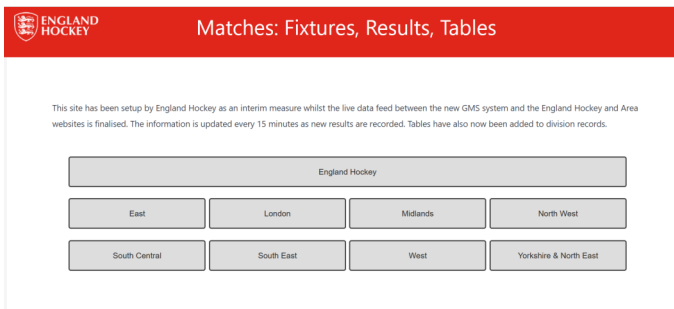 ENGLAND
HOCKEY
Matches: Fixtures, Results, Tables
This site has been setup by England Hockey as an interim measure whilst the live data feed between the new GMS system and the England Hockey and Area
websites is finalised. The information is updated every 15 minutes as new results are recorded. Tables have also now been added to division records.
England Hockey
East London Midlands North West
South Central South East West Yorkshire & North East